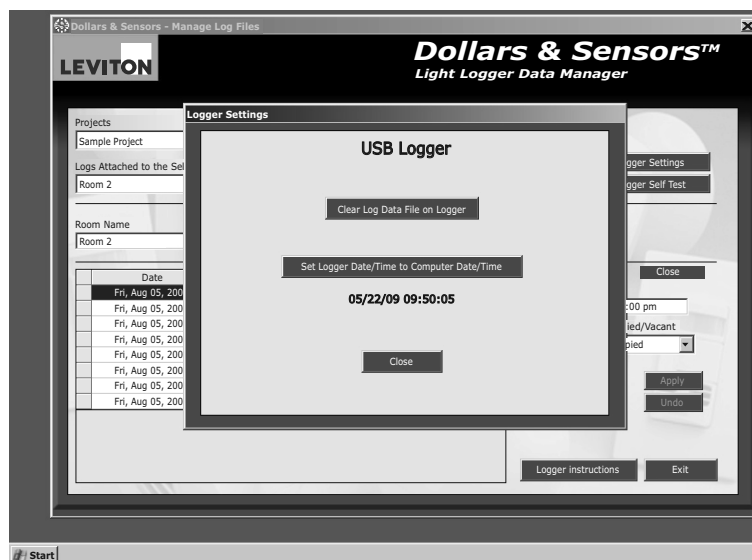 Dollars & Sensors - Manage Log Files
LEVITON
Dollars & Sensors™
Light Logger Data Manager
Projects
Sample Project
Logs Attached to the Sel
Room 2
Room Name
Room 2
Date
Fri, Aug 05, 200
Fri, Aug 05, 200
Fri, Aug 05, 200
Fri, Aug 05, 200
Fri, Aug 05, 200
Fri, Aug 05, 200
Fri, Aug 05, 200
Fri, Aug 05, 200
Logger Settings
USB Logger
Clear Log Data File on Logger
Set Logger Date/Time to Computer Date/Time
05/22/09 09:50:05
Close
gger Settings
gger Self Test
Close
:00 pm
ied/Vacant
pied
Apply
Undo
Logger instructions
Exit
Start